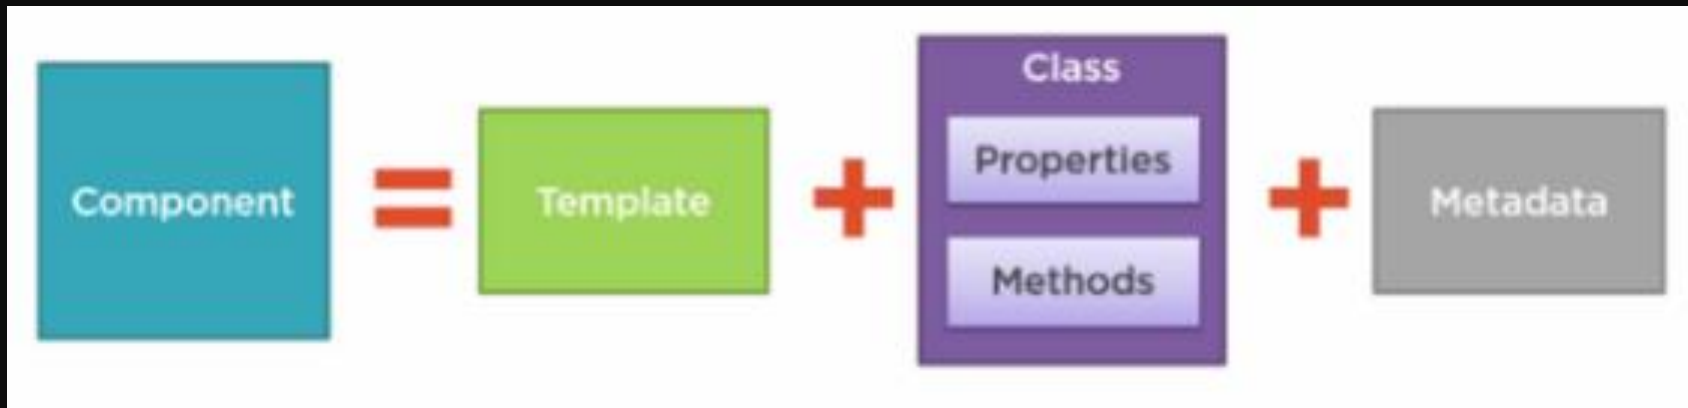 Component
=
Template
+
Class
Properties
Methods
+
Metadata